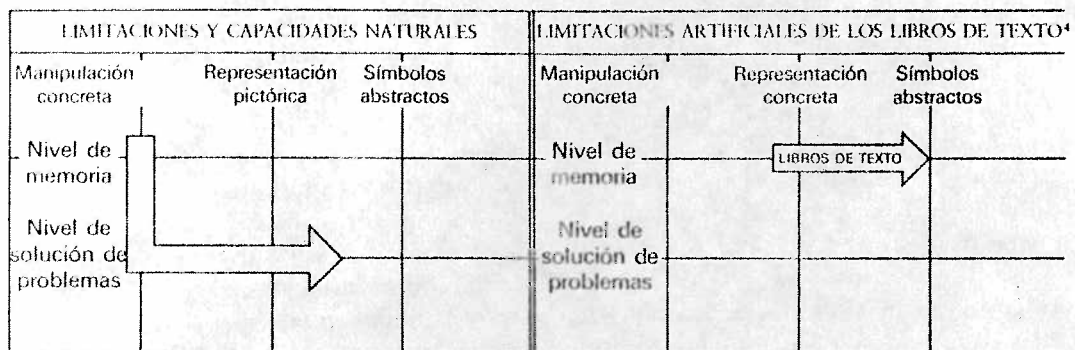 LIMITACIONES Y CAPACIDADES NATURALES
Manipulación concreta
Representación pictórica
Símbolos abstractos
Nivel de memoria
Nivel de solución de problemas
LIMITACIONES ARTIFICIALES DE LOS LIBROS DE TEXTO⁴
Manipulación concreta
Representación concreta
Símbolos abstractos
Nivel de memoria
LIBROS DE TEXTO
Nivel de solución de problemas